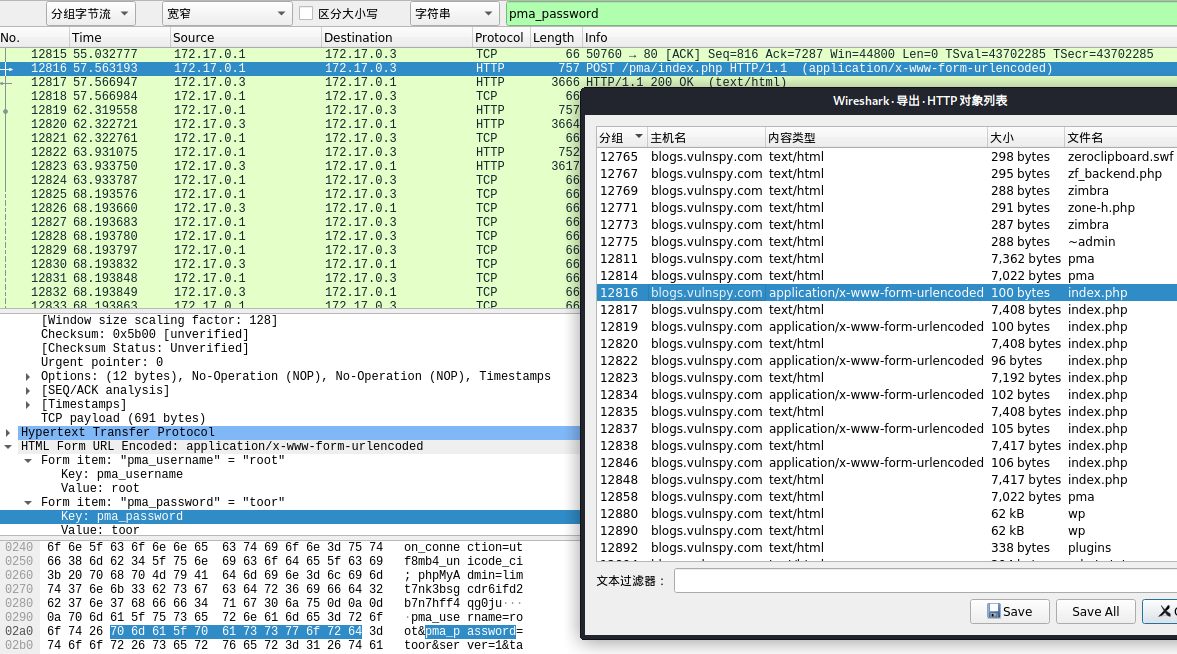 分组字节流 宽窄 区分大小写 字符串 pma_password
No. Time Source Destination Protocol Length Info
12815 55.032777 172.17.0.1 172.17.0.3 TCP 66 50760 → 80 [ACK] Seq=816 Ack=7287 Win=44800 Len=0 TSval=43702285 TSecr=43702285
12816 57.563193 172.17.0.1 172.17.0.3 HTTP 757 POST /pma/index.php HTTP/1.1 (application/x-www-form-urlencoded)
12817 57.566947 172.17.0.3 172.17.0.1 HTTP 3666 HTTP/1.1 200 OK (text/html)
12818 57.566984 172.17.0.1 172.17.0.3 TCP 66
12819 62.319558 172.17.0.1 172.17.0.3 HTTP 757
12820 62.322721 172.17.0.3 172.17.0.1 HTTP 3664
12821 62.322761 172.17.0.1 172.17.0.3 TCP 66
12822 63.931075 172.17.0.1 172.17.0.3 HTTP 752
12823 63.933750 172.17.0.3 172.17.0.1 HTTP 3617
12824 63.933787 172.17.0.1 172.17.0.3 TCP 66
12825 68.193576 172.17.0.1 172.17.0.3 TCP 66
12826 68.193660 172.17.0.3 172.17.0.1 TCP 66
12827 68.193683 172.17.0.1 172.17.0.3 TCP 66
12828 68.193780 172.17.0.1 172.17.0.3 TCP 66
12829 68.193797 172.17.0.3 172.17.0.1 TCP 66
12830 68.193832 172.17.0.3 172.17.0.1 TCP 66
12831 68.193848 172.17.0.1 172.17.0.3 TCP 66
12832 68.193849 172.17.0.3 172.17.0.1 TCP 66
12833 68.193863 172.17.0.1 172.17.0.3 TCP 66
[Window size scaling factor: 128]
Checksum: 0x5b00 [unverified]
[Checksum Status: Unverified]
Urgent pointer: 0
Options: (12 bytes), No-Operation (NOP), No-Operation (NOP), Timestamps
[SEQ/ACK analysis]
[Timestamps]
TCP payload (691 bytes)
Hypertext Transfer Protocol
HTML Form URL Encoded: application/x-www-form-urlencoded
Form item: "pma_username" = "root"
Key: pma_username
Value: root
Form item: "pma_password" = "toor"
Key: pma_password
Value: toor
0240 6f 6e 5f 63 6f 6e 6e 65 63 74 69 6f 6e 3d 75 74 on_conne ction=ut
0250 66 38 6d 62 34 5f 75 6e 69 63 6f 64 65 5f 63 69 f8mb4_un icode_ci
0260 3b 20 70 68 70 4d 79 41 64 6d 69 6e 3d 6c 69 6d ; phpMyA dmin=lim
0270 74 37 6e 6b 33 62 73 67 63 64 72 36 69 66 64 32 t7nk3bsg cdr6ifd2
0280 62 37 6e 37 68 66 66 34 71 67 30 6a 75 0d 0a 0d b7n7hff4 qg0ju···
0290 0a 70 6d 61 5f 75 73 65 72 6e 61 6d 65 3d 72 6f ·pma_use rname=ro
02a0 6f 74 26 70 6d 61 5f 70 61 73 73 77 6f 72 64 3d ot&pma_p assword=
02b0 74 6f 6f 72 26 73 65 72 76 65 72 3d 31 26 74 61 toor&ser ver=1&ta
Wireshark · 导出 · HTTP 对象列表
分组 主机名 内容类型 大小 文件名
12765 blogs.vulnspy.com text/html 298 bytes zeroclipboard.swf
12767 blogs.vulnspy.com text/html 295 bytes zf_backend.php
12769 blogs.vulnspy.com text/html 288 bytes zimbra
12771 blogs.vulnspy.com text/html 291 bytes zone-h.php
12773 blogs.vulnspy.com text/html 287 bytes zimbra
12775 blogs.vulnspy.com text/html 288 bytes ~admin
12811 blogs.vulnspy.com text/html 7,362 bytes pma
12814 blogs.vulnspy.com text/html 7,022 bytes pma
12816 blogs.vulnspy.com application/x-www-form-urlencoded 100 bytes index.php
12817 blogs.vulnspy.com text/html 7,408 bytes index.php
12819 blogs.vulnspy.com application/x-www-form-urlencoded 100 bytes index.php
12820 blogs.vulnspy.com text/html 7,408 bytes index.php
12822 blogs.vulnspy.com application/x-www-form-urlencoded 96 bytes index.php
12823 blogs.vulnspy.com text/html 7,192 bytes index.php
12834 blogs.vulnspy.com application/x-www-form-urlencoded 102 bytes index.php
12835 blogs.vulnspy.com text/html 7,408 bytes index.php
12837 blogs.vulnspy.com application/x-www-form-urlencoded 105 bytes index.php
12838 blogs.vulnspy.com text/html 7,417 bytes index.php
12846 blogs.vulnspy.com application/x-www-form-urlencoded 106 bytes index.php
12848 blogs.vulnspy.com text/html 7,417 bytes index.php
12858 blogs.vulnspy.com text/html 7,022 bytes pma
12880 blogs.vulnspy.com text/html 62 kB wp
12890 blogs.vulnspy.com text/html 62 kB wp
12892 blogs.vulnspy.com text/html 338 bytes plugins
文本过滤器：
Save Save All